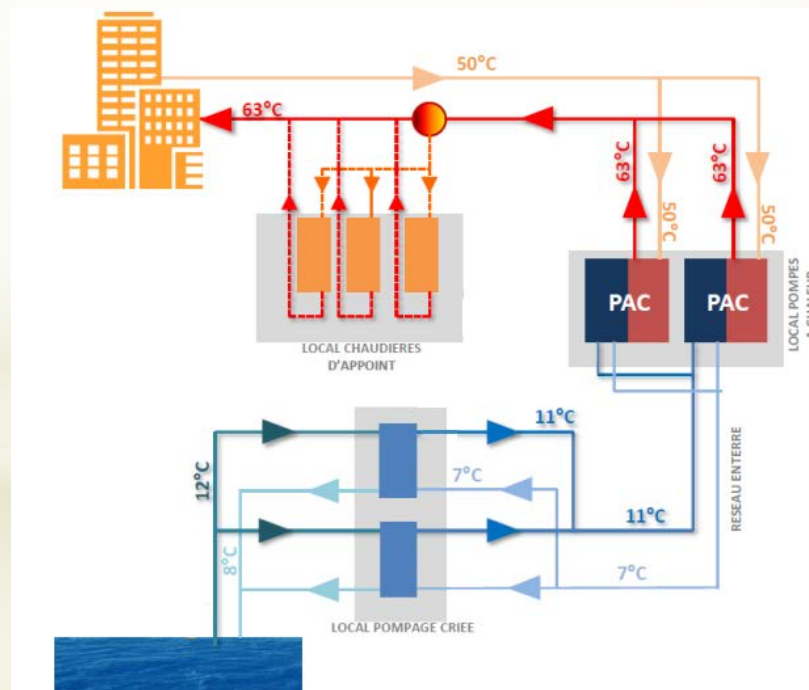 50°C
63°C
63°C
63°C
50°C
50°C
PAC
PAC
LOCAL POMPES
LOCAL CHAUDIERES
D'APPOINT
11°C
12°C
7°C
11°C
8°C
7°C
RESEAU ENTERRE
LOCAL POMPAGE CRIEE